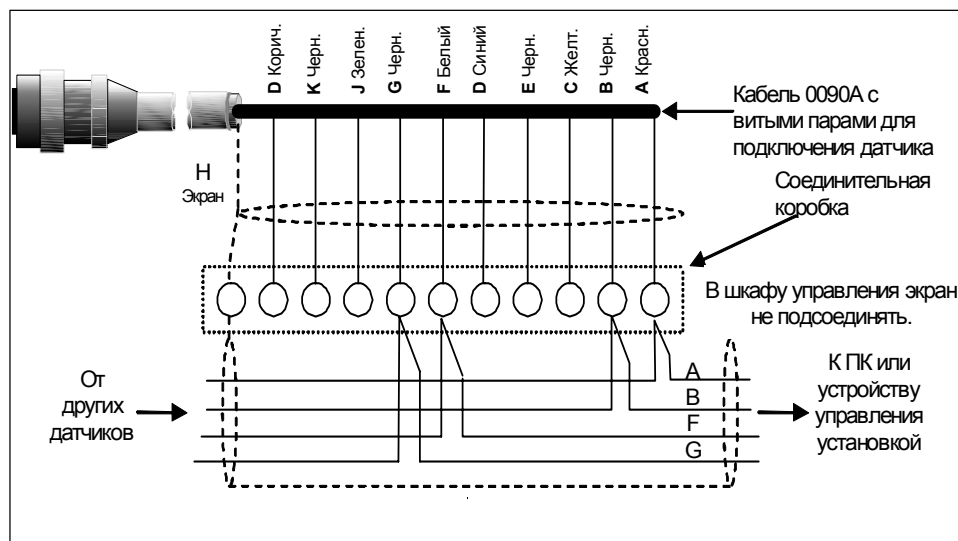 D Корич.
K Черн.
J Зелен.
G Черн.
F Белый
D Синий
E Черн.
C Желт.
B Черн.
A Красн.
Кабель 0090А с
витыми парами для
подключения датчика
Н
Экран
Соединительная
коробка
В шкафу управления экран
не подсоединять.
От
других
датчиков
A
B
F
G
К ПК или
устройству
управления
установкой